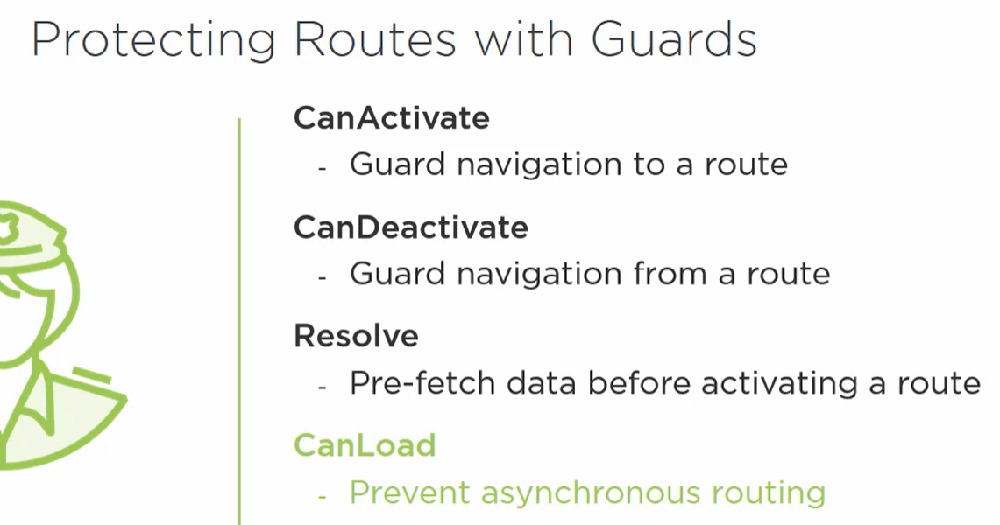 Protecting Routes with Guards
CanActivate
- Guard navigation to a route
CanDeactivate
- Guard navigation from a route
Resolve
- Pre-fetch data before activating a route
CanLoad
- Prevent asynchronous routing